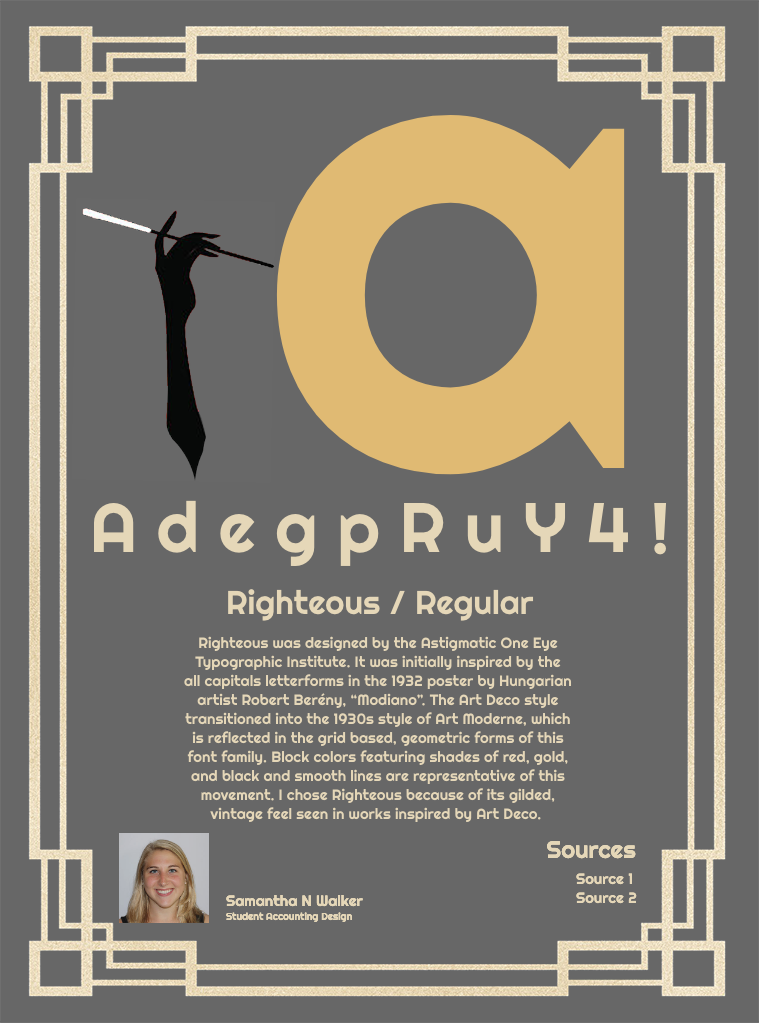 a
A d e g p R u Y 4 !
Righteous / Regular
Righteous was designed by the Astigmatic One Eye
Typographic Institute. It was initially inspired by the
all capitals letterforms in the 1932 poster by Hungarian
artist Robert Berény, “Modiano”. The Art Deco style
transitioned into the 1930s style of Art Moderne, which
is reflected in the grid based, geometric forms of this
font family. Block colors featuring shades of red, gold,
and black and smooth lines are representative of this
movement. I chose Righteous because of its gilded,
vintage feel seen in works inspired by Art Deco.
Sources
Source 1
Source 2
Samantha N Walker
Student Accounting Design